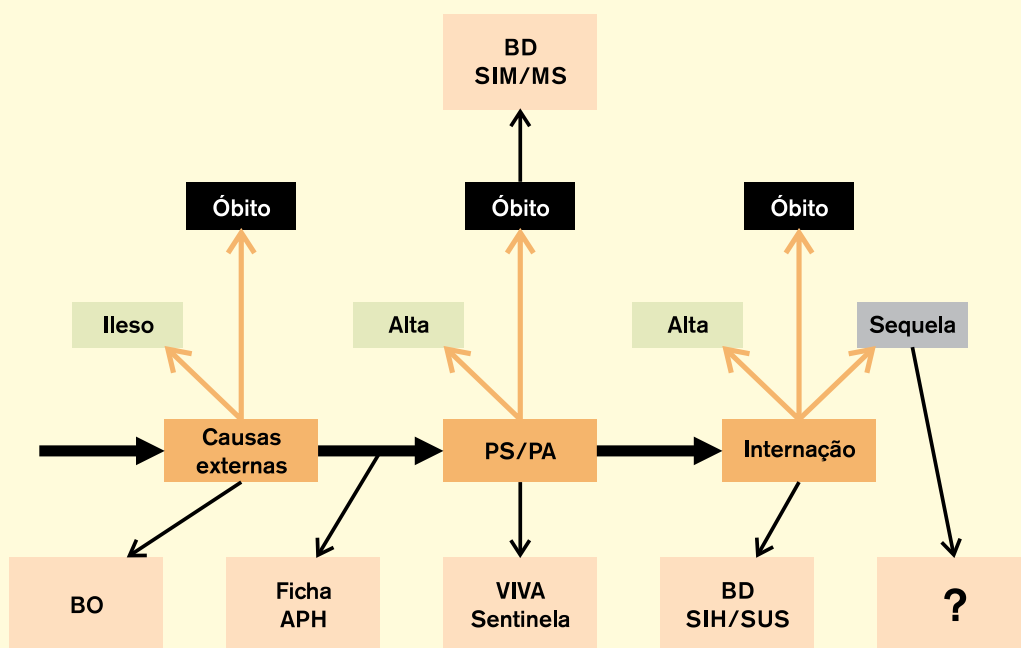 BD
SIM/MS
Óbito
Óbito
Óbito
Ileso
Alta
Alta
Sequela
Causas
externas
PS/PA
Internação
BO
Ficha
APH
VIVA
Sentinela
BD
SIH/SUS
?